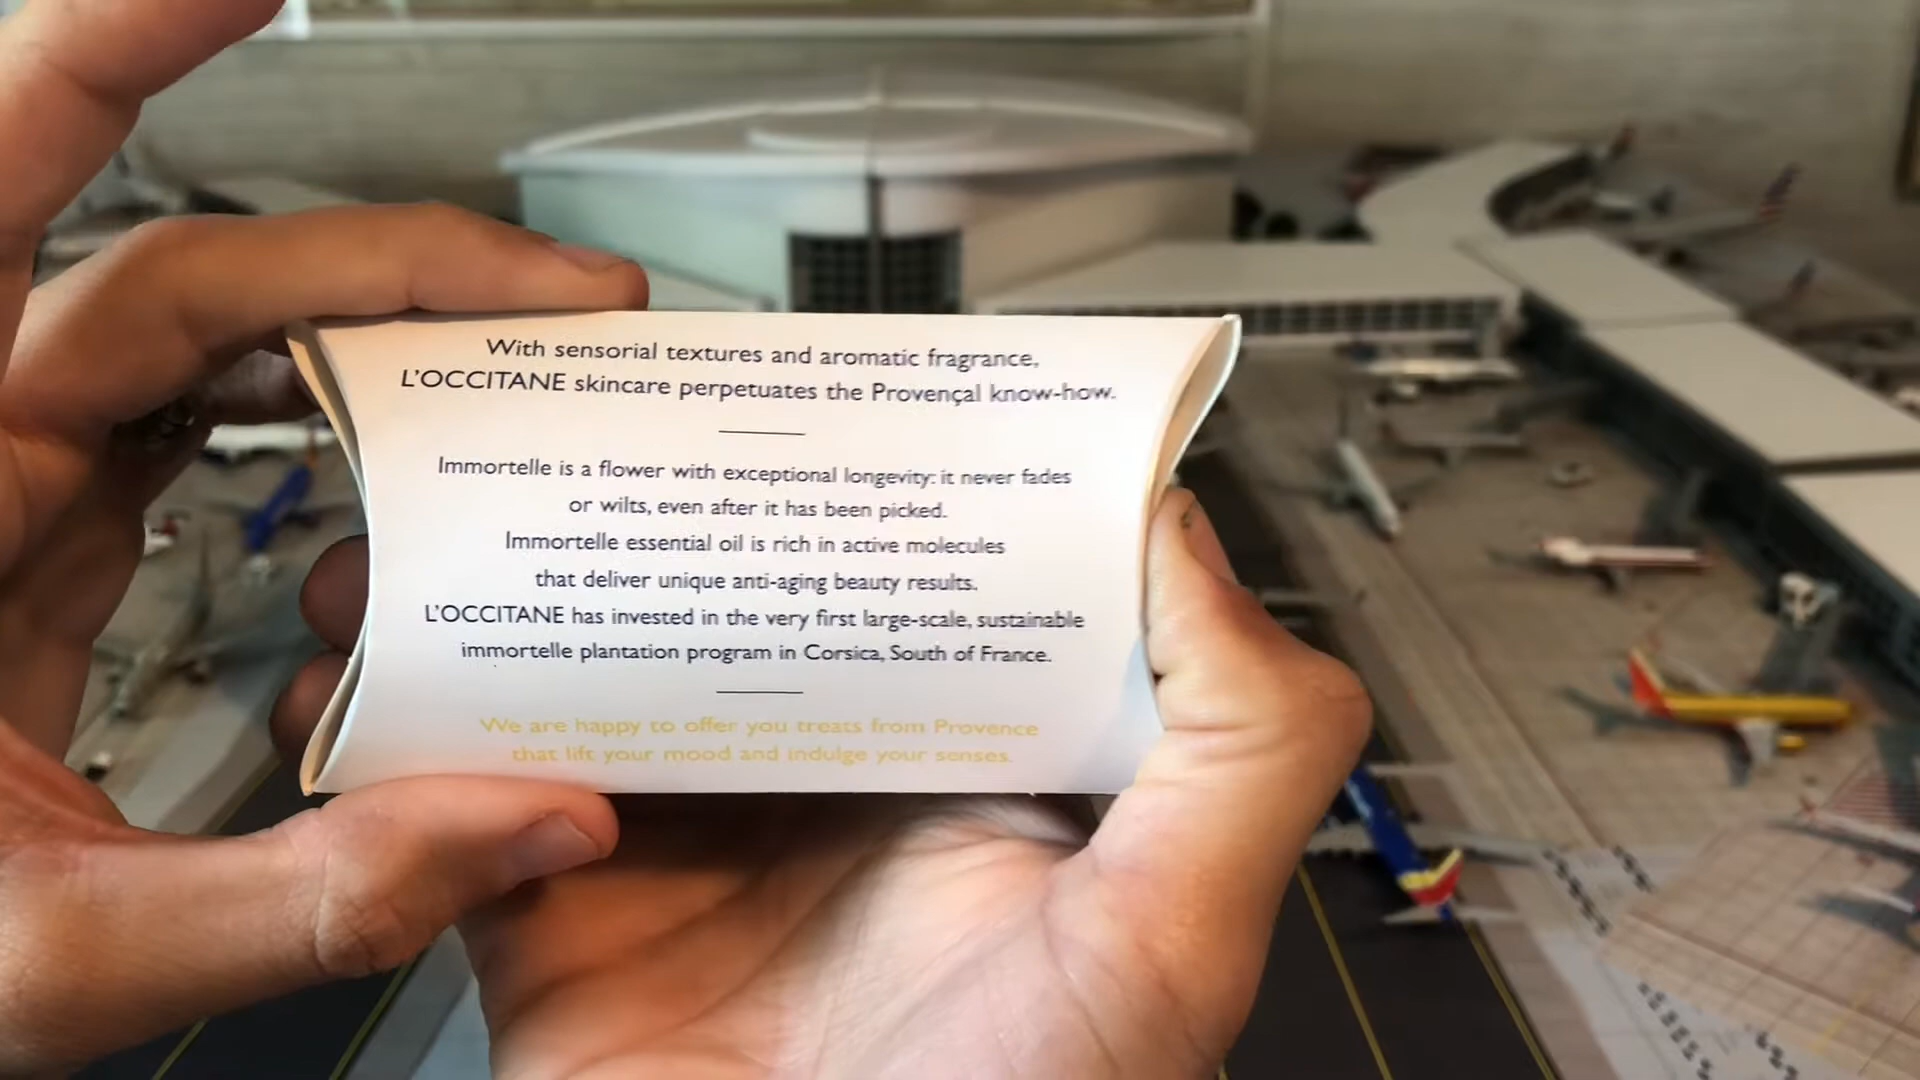 With sensorial textures and aromatic fragrance,
L'OCCITANE skincare perpetuates the Provençal know-how.
Immortelle is a flower with exceptional longevity: it never fades
or wilts, even after it has been picked.
Immortelle essential oil is rich in active molecules
that deliver unique anti-aging beauty results.
L'OCCITANE has invested in the very first large-scale, sustainable
immortelle plantation program in Corsica, South of France.
We are happy to offer you treats from Provence
that lift your mood and indulge your senses.